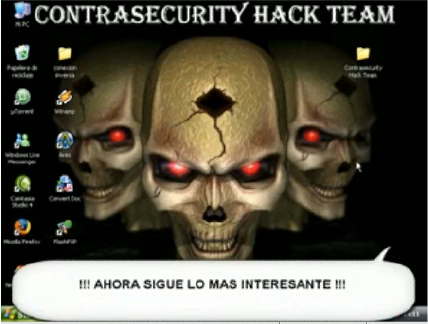 CONTRASECURITY HACK TEAM
Mi PC
Papelera de
reciclaje
conexion
inversa
Contrasecurity
Hack Team
µTorrent
Winamp
Windows Live
Messenger
Ares
Camtasia
Studio 4
Convert Doc
Mozilla Firefox
FlashFXP
!!! AHORA SIGUE LO MAS INTERESANTE !!!